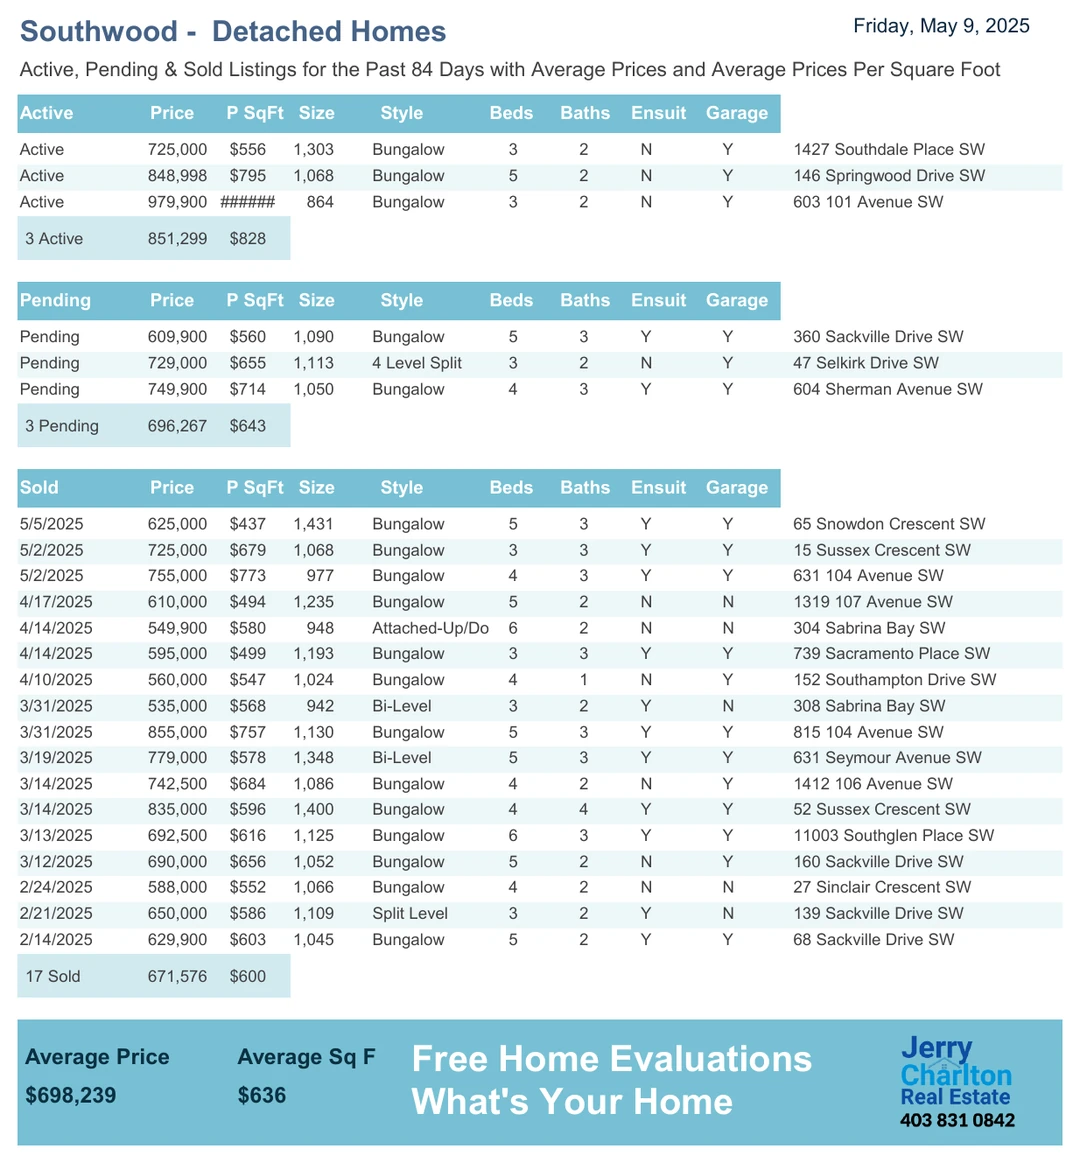 Southwood - Detached Homes
Friday, May 9, 2025
Active, Pending & Sold Listings for the Past 84 Days with Average Prices and Average Prices Per Square Foot
Active Price P SqFt Size Style Beds Baths Ensuit Garage
Active 725,000 $556 1,303 Bungalow 3 2 N Y 1427 Southdale Place SW
Active 848,998 $795 1,068 Bungalow 5 2 N Y 146 Springwood Drive SW
Active 979,900 ###### 864 Bungalow 3 2 N Y 603 101 Avenue SW
3 Active 851,299 $828
Pending Price P SqFt Size Style Beds Baths Ensuit Garage
Pending 609,900 $560 1,090 Bungalow 5 3 Y Y 360 Sackville Drive SW
Pending 729,000 $655 1,113 4 Level Split 3 2 N Y 47 Selkirk Drive SW
Pending 749,900 $714 1,050 Bungalow 4 3 Y Y 604 Sherman Avenue SW
3 Pending 696,267 $643
Sold Price P SqFt Size Style Beds Baths Ensuit Garage
5/5/2025 625,000 $437 1,431 Bungalow 5 3 Y Y 65 Snowdon Crescent SW
5/2/2025 725,000 $679 1,068 Bungalow 3 3 Y Y 15 Sussex Crescent SW
5/2/2025 755,000 $773 977 Bungalow 4 3 Y Y 631 104 Avenue SW
4/17/2025 610,000 $494 1,235 Bungalow 5 2 N N 1319 107 Avenue SW
4/14/2025 549,900 $580 948 Attached-Up/Do 6 2 N N 304 Sabrina Bay SW
4/14/2025 595,000 $499 1,193 Bungalow 3 3 Y Y 739 Sacramento Place SW
4/10/2025 560,000 $547 1,024 Bungalow 4 1 N Y 152 Southampton Drive SW
3/31/2025 535,000 $568 942 Bi-Level 3 2 Y N 308 Sabrina Bay SW
3/31/2025 855,000 $757 1,130 Bungalow 5 3 Y Y 815 104 Avenue SW
3/19/2025 779,000 $578 1,348 Bi-Level 5 3 Y Y 631 Seymour Avenue SW
3/14/2025 742,500 $684 1,086 Bungalow 4 2 N Y 1412 106 Avenue SW
3/14/2025 835,000 $596 1,400 Bungalow 4 4 Y Y 52 Sussex Crescent SW
3/13/2025 692,500 $616 1,125 Bungalow 6 3 Y Y 11003 Southglen Place SW
3/12/2025 690,000 $656 1,052 Bungalow 5 2 N Y 160 Sackville Drive SW
2/24/2025 588,000 $552 1,066 Bungalow 4 2 N N 27 Sinclair Crescent SW
2/21/2025 650,000 $586 1,109 Split Level 3 2 Y N 139 Sackville Drive SW
2/14/2025 629,900 $603 1,045 Bungalow 5 2 Y Y 68 Sackville Drive SW
17 Sold 671,576 $600
Average Price Average Sq F
$698,239 $636
Free Home Evaluations
What's Your Home
Jerry
Charlton
Real Estate
403 831 0842